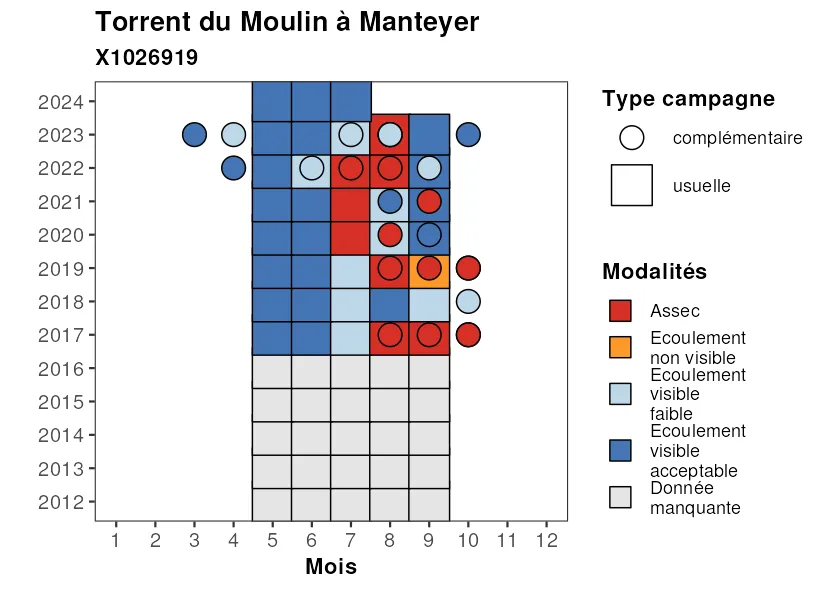 Torrent du Moulin à Manteyer
X1026919
2024
2023
2022
2021
2020
2019
2018
2017
2016
2015
2014
2013
2012
1 2 3 4 5 6 7 8 9 10 11 12
Mois
Type campagne
complémentaire
usuelle
Modalités
Assec
Ecoulement
non visible
Ecoulement
visible
faible
Ecoulement
visible
acceptable
Donnée
manquante